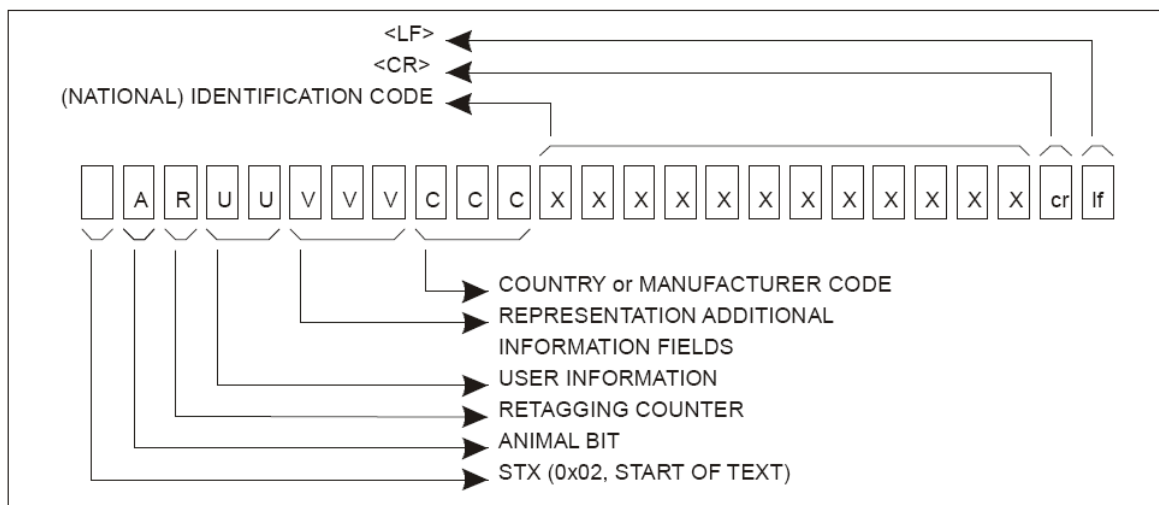 <LF>
<CR>
(NATIONAL) IDENTIFICATION CODE
A R U U V V V C C C X X X X X X X X X X X X cr lf
COUNTRY or MANUFACTURER CODE
REPRESENTATION ADDITIONAL
INFORMATION FIELDS
USER INFORMATION
RETAGGING COUNTER
ANIMAL BIT
STX (0x02, START OF TEXT)